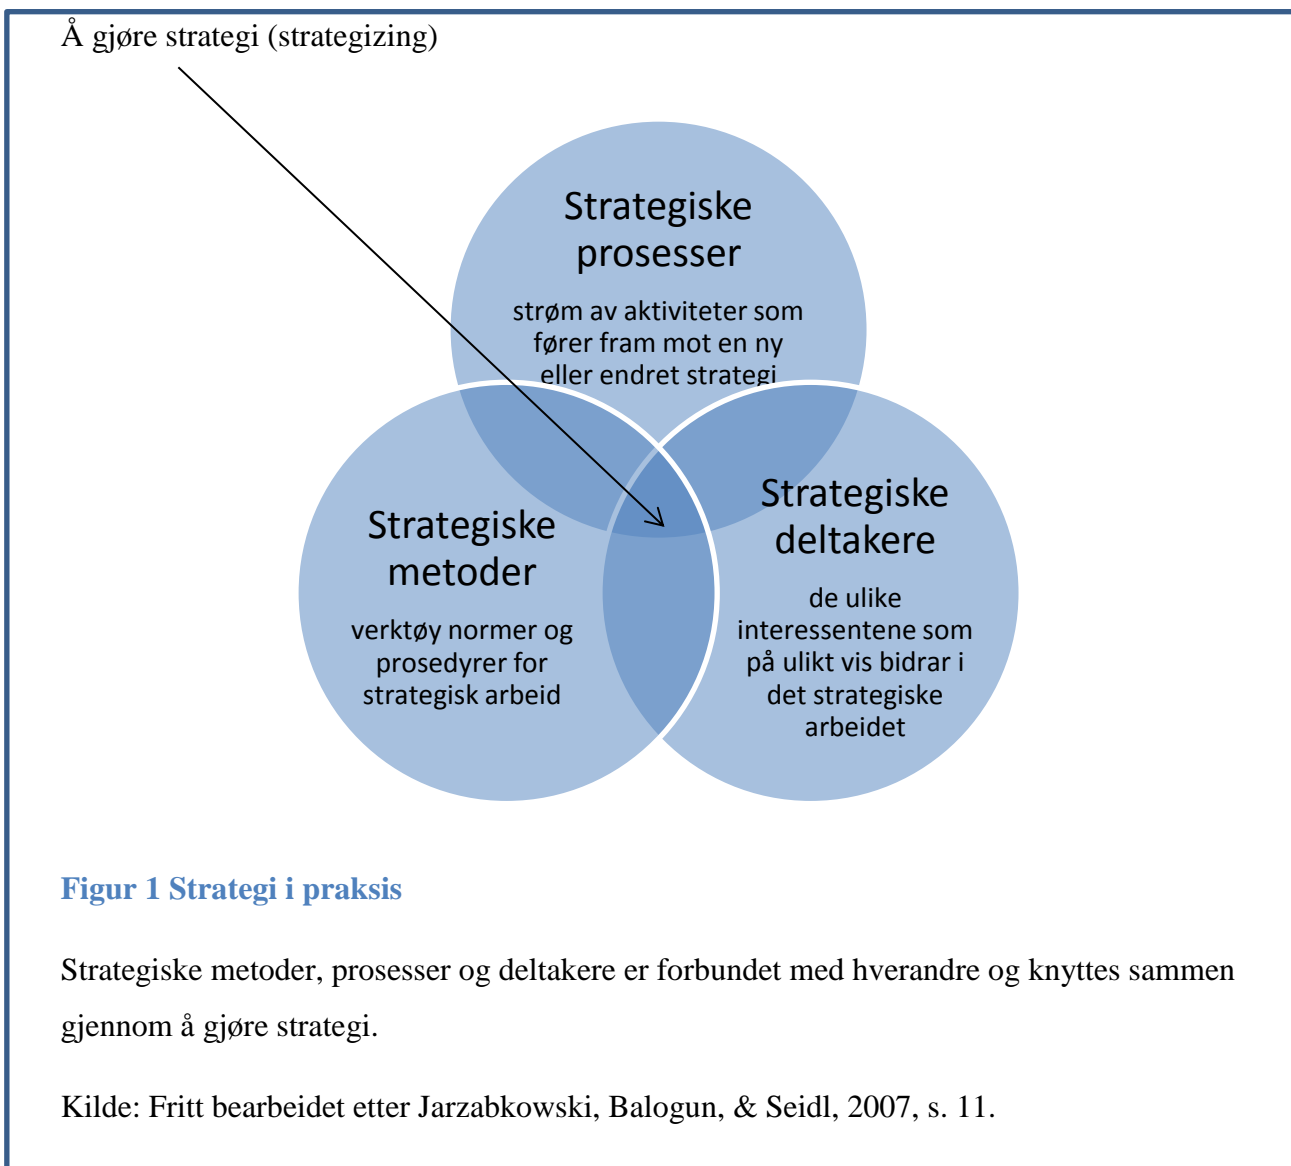 Å gjøre strategi (strategizing)
Strategiske
prosesser
strøm av aktiviteter som
fører fram mot en ny
eller endret strategi
Strategiske
metoder
verktøy normer og
prosedyrer for
strategisk arbeid
Strategiske
deltakere
de ulike
interessentene som
på ulikt vis bidrar i
det strategiske
arbeidet
Figur 1 Strategi i praksis
Strategiske metoder, prosesser og deltakere er forbundet med hverandre og knyttes sammen
gjennom å gjøre strategi.
Kilde: Fritt bearbeidet etter Jarzabkowski, Balogun, & Seidl, 2007, s. 11.